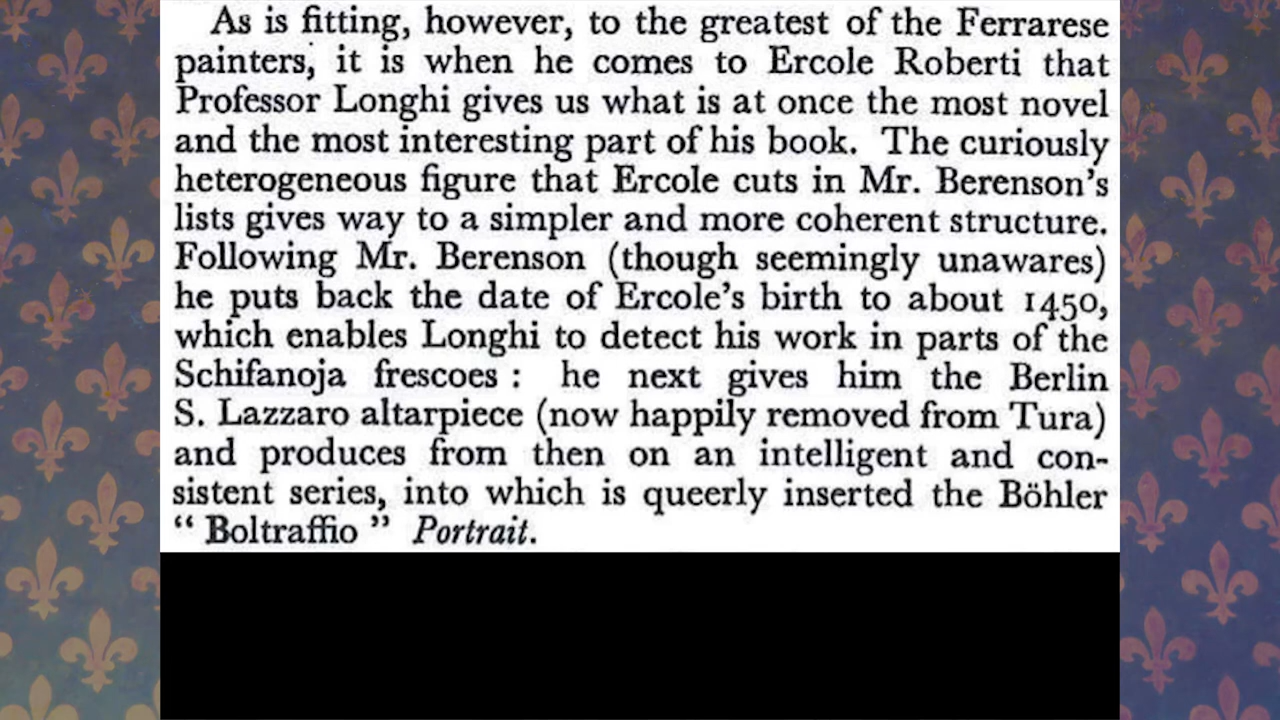 As is fitting, however, to the greatest of the Ferrarese
painters, it is when he comes to Ercole Roberti that
Professor Longhi gives us what is at once the most novel
and the most interesting part of his book. The curiously
heterogeneous figure that Ercole cuts in Mr. Berenson's
lists gives way to a simpler and more coherent structure.
Following Mr. Berenson (though seemingly unawares)
he puts back the date of Ercole's birth to about 1450,
which enables Longhi to detect his work in parts of the
Schifanoja frescoes : he next gives him the Berlin
S. Lazzaro altarpiece (now happily removed from Tura)
and produces from then on an intelligent and con-
sistent series, into which is queerly inserted the Böhler
“ Boltraffio ” Portrait.